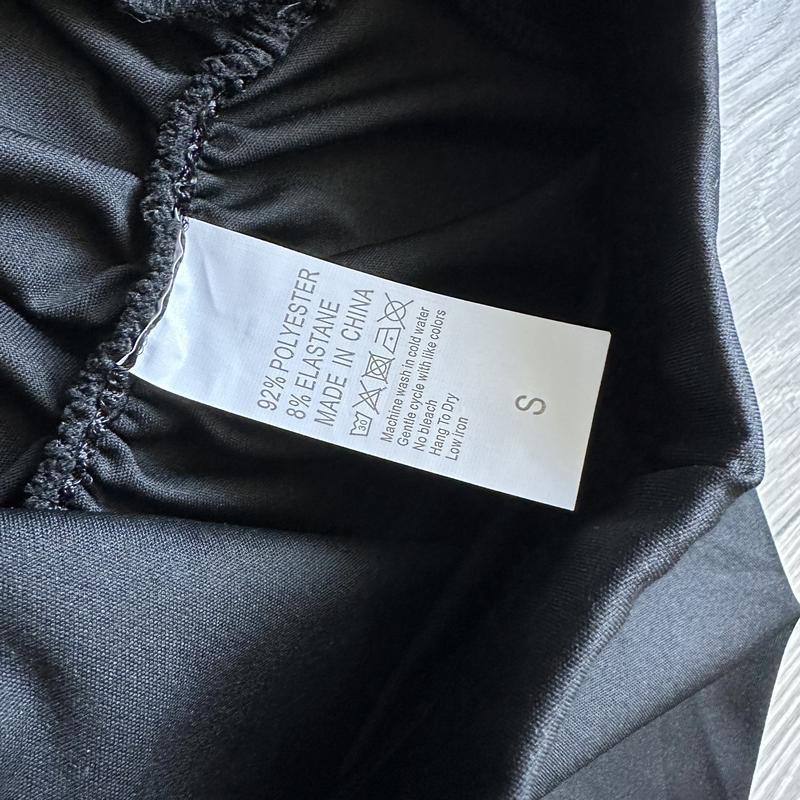 92% POLYESTER
8% ELASTANE
MADE IN CHINA
30
Machine wash in cold water
Gentle cycle with like colors
No bleach
Hang To Dry
Low iron
S